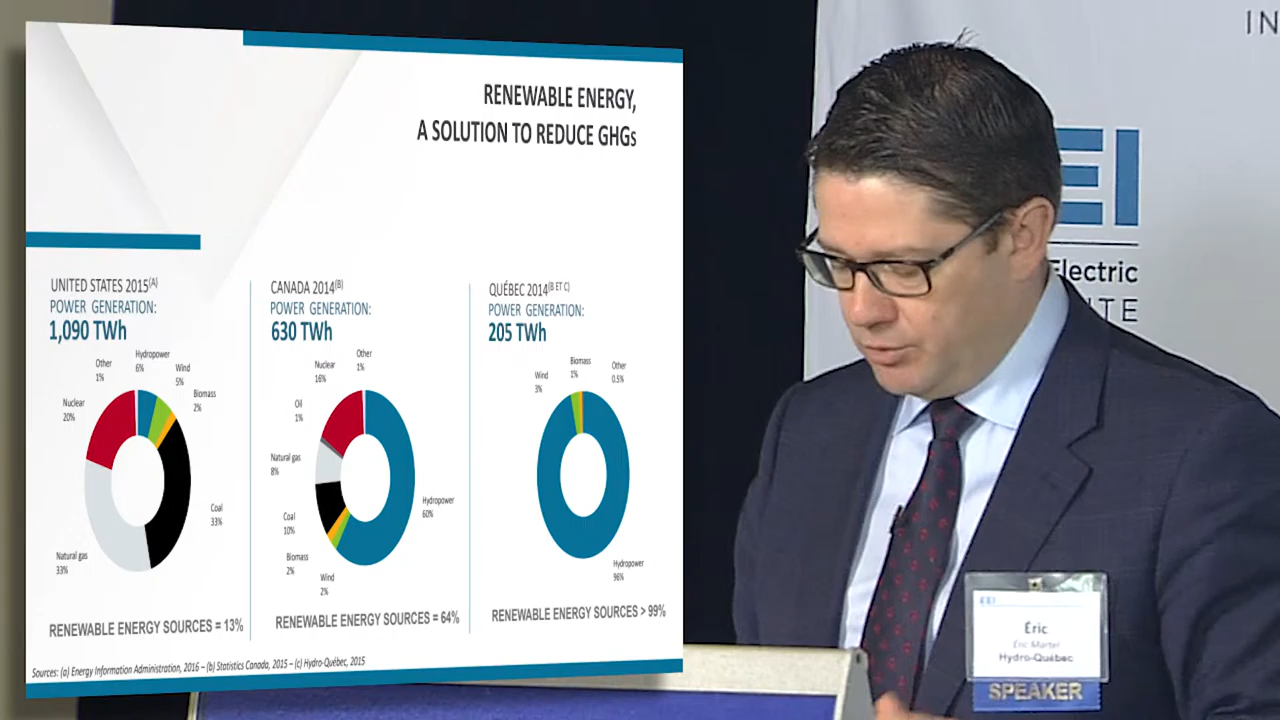 RENEWABLE ENERGY,
A SOLUTION TO REDUCE GHGs
UNITED STATES 2015(A)
POWER GENERATION:
1,090 TWh
Other
1%
Hydropower
6%
Wind
5%
Biomass
2%
Nuclear
20%
Coal
33%
Natural gas
33%
RENEWABLE ENERGY SOURCES = 13%
CANADA 2014(B)
POWER GENERATION:
630 TWh
Other
1%
Nuclear
16%
Oil
1%
Natural gas
8%
Hydropower
60%
Coal
10%
Biomass
2%
Wind
2%
RENEWABLE ENERGY SOURCES = 64%
QUÉBEC 2014(B ET C)
POWER GENERATION:
205 TWh
Biomass
1%
Other
0.5%
Wind
3%
Hydropower
96%
RENEWABLE ENERGY SOURCES > 99%
Sources: (a) Energy Information Administration, 2016 – (b) Statistics Canada, 2015 – (c) Hydro-Québec, 2015
IN
EI
Electric
TE
EEI
Éric
Éric Martel
Hydro-Québec
SPEAKER